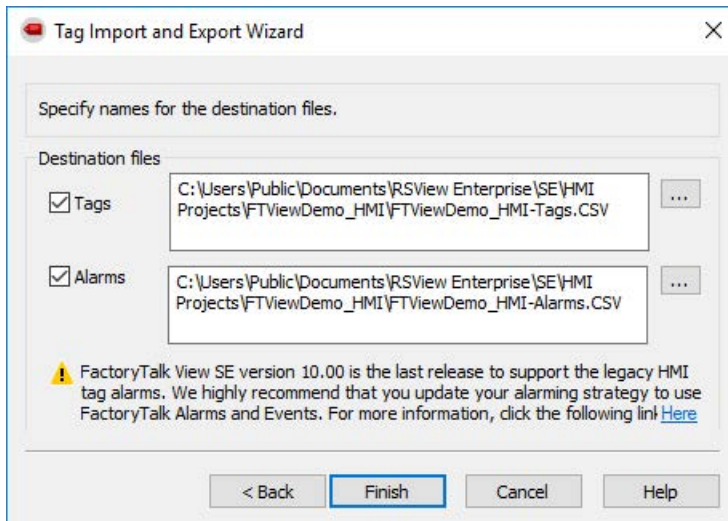 Tag Import and Export Wizard
Specify names for the destination files.
Destination files
Tags
C:\Users\Public\Documents\RSView Enterprise\SE\HMI
Projects\FTViewDemo_HMI\FTViewDemo_HMI-Tags.CSV
...
Alarms
C:\Users\Public\Documents\RSView Enterprise\SE\HMI
Projects\FTViewDemo_HMI\FTViewDemo_HMI-Alarms.CSV
...
FactoryTalk View SE version 10.00 is the last release to support the legacy HMI
tag alarms. We highly recommend that you update your alarming strategy to use
FactoryTalk Alarms and Events. For more information, click the following link Here
< Back Finish Cancel Help